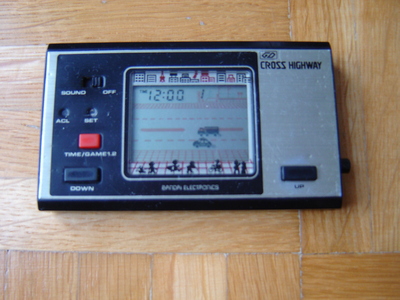 CROSS HIGHWAY
SOUND OFF
12:00
ACL SET
TIME/GAME1.2
DOWN
UP
BANDAI ELECTRONICS